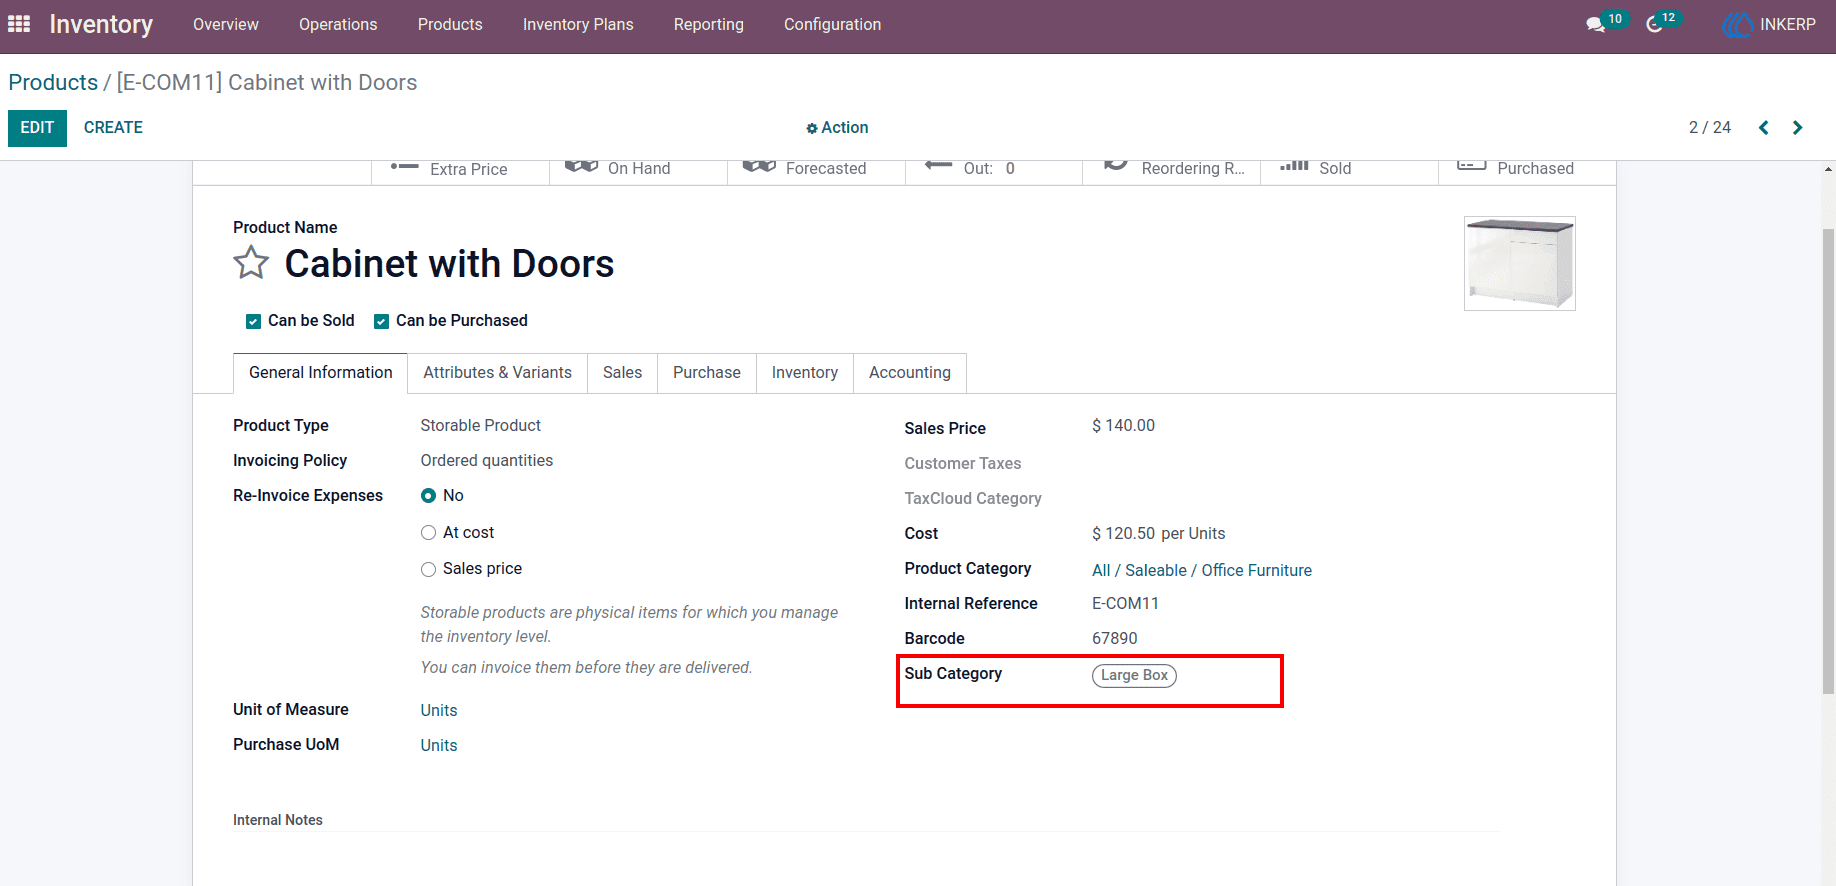 Inventory Overview Operations Products Inventory Plans Reporting Configuration 10 12 INKERP
Products / [E-COM11] Cabinet with Doors
EDIT CREATE Action 2 / 24
Extra Price On Hand Forecasted Out: 0 Reordering R... Sold Purchased
Product Name
Cabinet with Doors
Can be Sold Can be Purchased
General Information Attributes & Variants Sales Purchase Inventory Accounting
Product Type Storable Product
Invoicing Policy Ordered quantities
Re-Invoice Expenses No
At cost
Sales price
Storable products are physical items for which you manage
the inventory level.
You can invoice them before they are delivered.
Unit of Measure Units
Purchase UoM Units
Sales Price $ 140.00
Customer Taxes
TaxCloud Category
Cost $ 120.50 per Units
Product Category All / Saleable / Office Furniture
Internal Reference E-COM11
Barcode 67890
Sub Category Large Box
Internal Notes